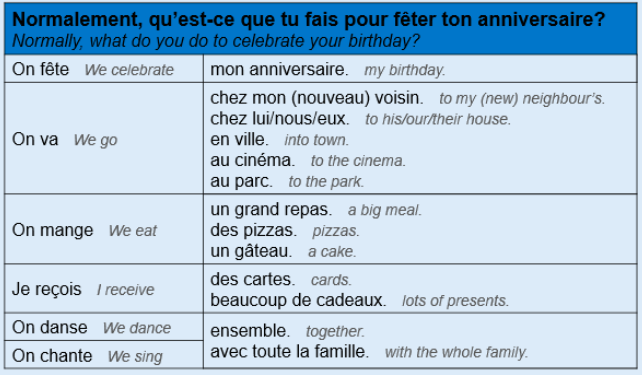 Normalement, qu’est-ce que tu fais pour fêter ton anniversaire?
Normally, what do you do to celebrate your birthday?
On fête We celebrate
mon anniversaire. my birthday.
On va We go
chez mon (nouveau) voisin. to my (new) neighbour’s.
chez lui/nous/eux. to his/our/their house.
en ville. into town.
au cinéma. to the cinema.
au parc. to the park.
On mange We eat
un grand repas. a big meal.
des pizzas. pizzas.
un gâteau. a cake.
Je reçois I receive
des cartes. cards.
beaucoup de cadeaux. lots of presents.
On danse We dance
On chante We sing
ensemble. together.
avec toute la famille. with the whole family.